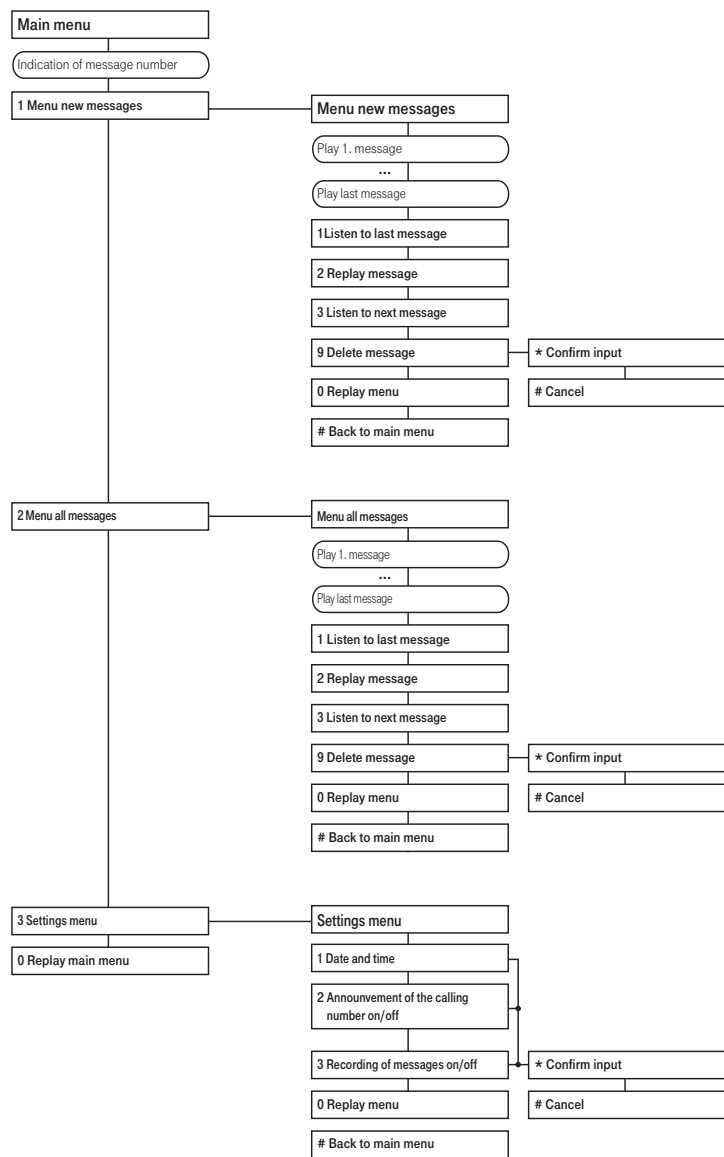 Main menu
Indication of message number
1 Menu new messages
Menu new messages
Play 1. message
...
Play last message
1Listen to last message
2 Replay message
3 Listen to next message
9 Delete message
* Confirm input
0 Replay menu
# Cancel
# Back to main menu
2 Menu all messages
Menu all messages
Play 1. message
...
Play last message
1 Listen to last message
2 Replay message
3 Listen to next message
9 Delete message
* Confirm input
0 Replay menu
# Cancel
# Back to main menu
3 Settings menu
Settings menu
0 Replay main menu
1 Date and time
2 Announvement of the calling
number on/off
3 Recording of messages on/off
* Confirm input
0 Replay menu
# Cancel
# Back to main menu